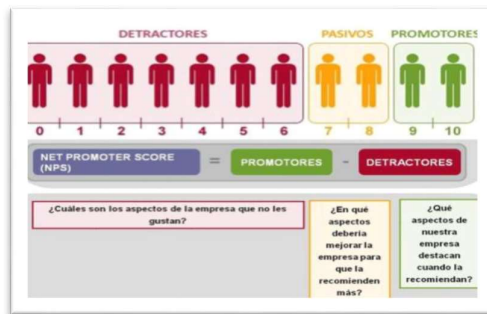 DETRACTORES PASIVOS PROMOTORES
0 1 2 3 4 5 6 7 8 9 10
NET PROMOTER SCORE
(NPS)
= PROMOTORES - DETRACTORES
¿Cuáles son los aspectos de la empresa que no les
gustan?
¿En qué
aspectos
debería
mejorar la
empresa para
que la
recomienden
más?
¿Qué
aspectos de
nuestra
empresa
destacan
cuando la
recomiendan?